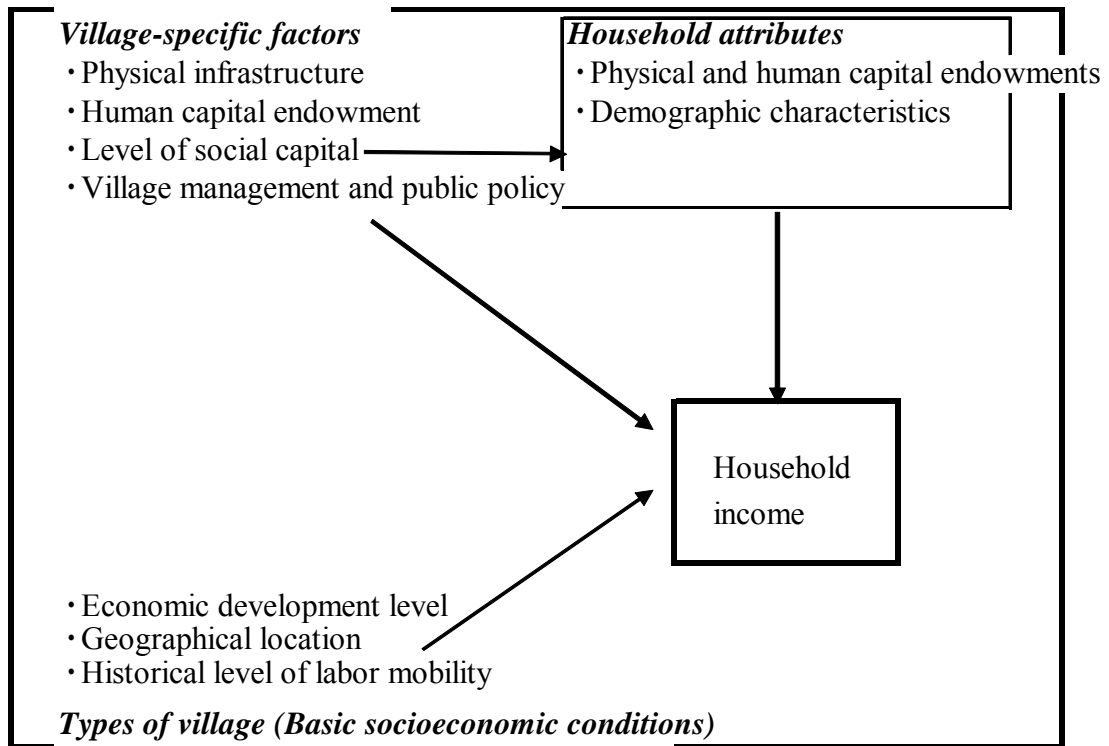 Village-specific factors
・Physical infrastructure
・Human capital endowment
・Level of social capital
・Village management and public policy
Household attributes
・Physical and human capital endowments
・Demographic characteristics
Household
income
・Economic development level
・Geographical location
・Historical level of labor mobility
Types of village (Basic socioeconomic conditions)